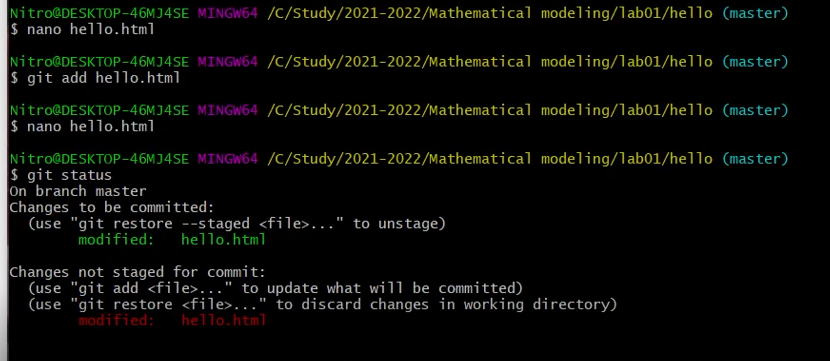 Nitro@DESKTOP-46MJ4SE MINGW64 /C/Study/2021-2022/Mathematical modeling/lab01/hello (master)
$ nano hello.html
Nitro@DESKTOP-46MJ4SE MINGW64 /C/Study/2021-2022/Mathematical modeling/lab01/hello (master)
$ git add hello.html
Nitro@DESKTOP-46MJ4SE MINGW64 /C/Study/2021-2022/Mathematical modeling/lab01/hello (master)
$ nano hello.html
Nitro@DESKTOP-46MJ4SE MINGW64 /C/Study/2021-2022/Mathematical modeling/lab01/hello (master)
$ git status
On branch master
Changes to be committed:
  (use "git restore --staged <file>..." to unstage)
        modified:   hello.html
Changes not staged for commit:
  (use "git add <file>..." to update what will be committed)
  (use "git restore <file>..." to discard changes in working directory)
        modified:   hello.html